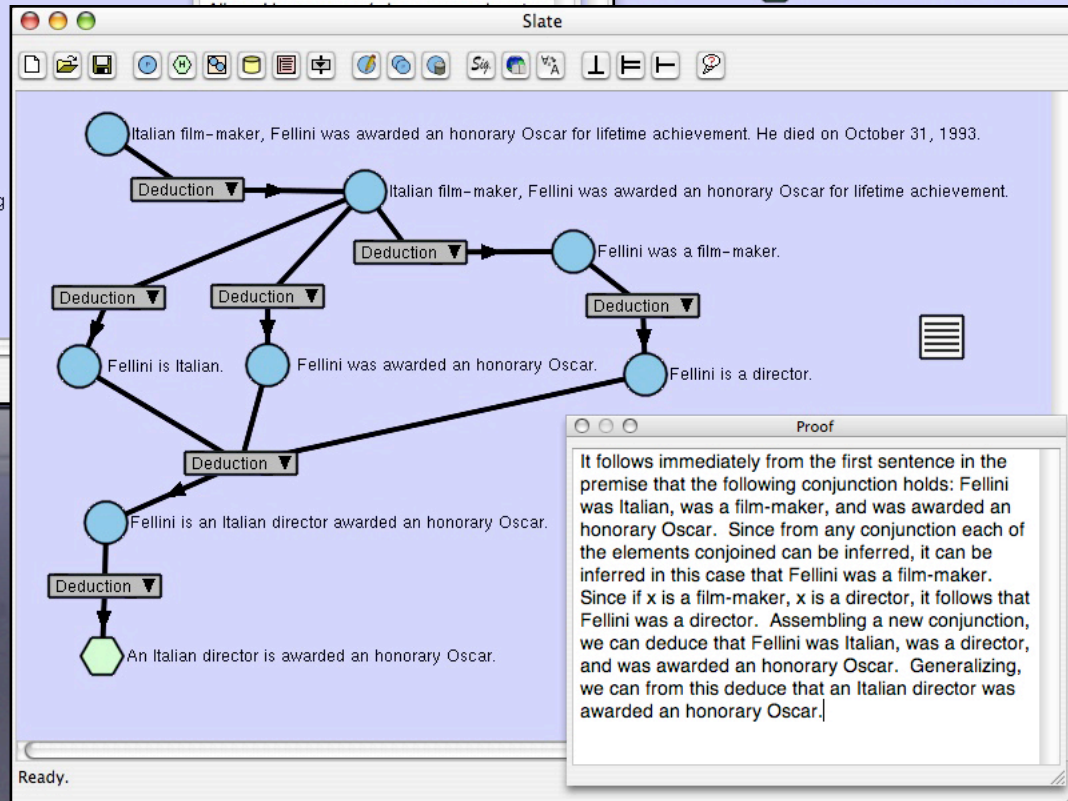 Slate
Sig.
Italian film-maker, Fellini was awarded an honorary Oscar for lifetime achievement. He died on October 31, 1993.
Deduction
Italian film-maker, Fellini was awarded an honorary Oscar for lifetime achievement.
Deduction
Fellini was a film-maker.
Deduction
Deduction
Deduction
Fellini is Italian.
Fellini was awarded an honorary Oscar.
Fellini is a director.
Deduction
Fellini is an Italian director awarded an honorary Oscar.
Deduction
An Italian director is awarded an honorary Oscar.
Proof
It follows immediately from the first sentence in the
premise that the following conjunction holds: Fellini
was Italian, was a film-maker, and was awarded an
honorary Oscar.  Since from any conjunction each of
the elements conjoined can be inferred, it can be
inferred in this case that Fellini was a film-maker.
Since if x is a film-maker, x is a director, it follows that
Fellini was a director.  Assembling a new conjunction,
we can deduce that Fellini was Italian, was a director,
and was awarded an honorary Oscar.  Generalizing,
we can from this deduce that an Italian director was
awarded an honorary Oscar.
Ready.